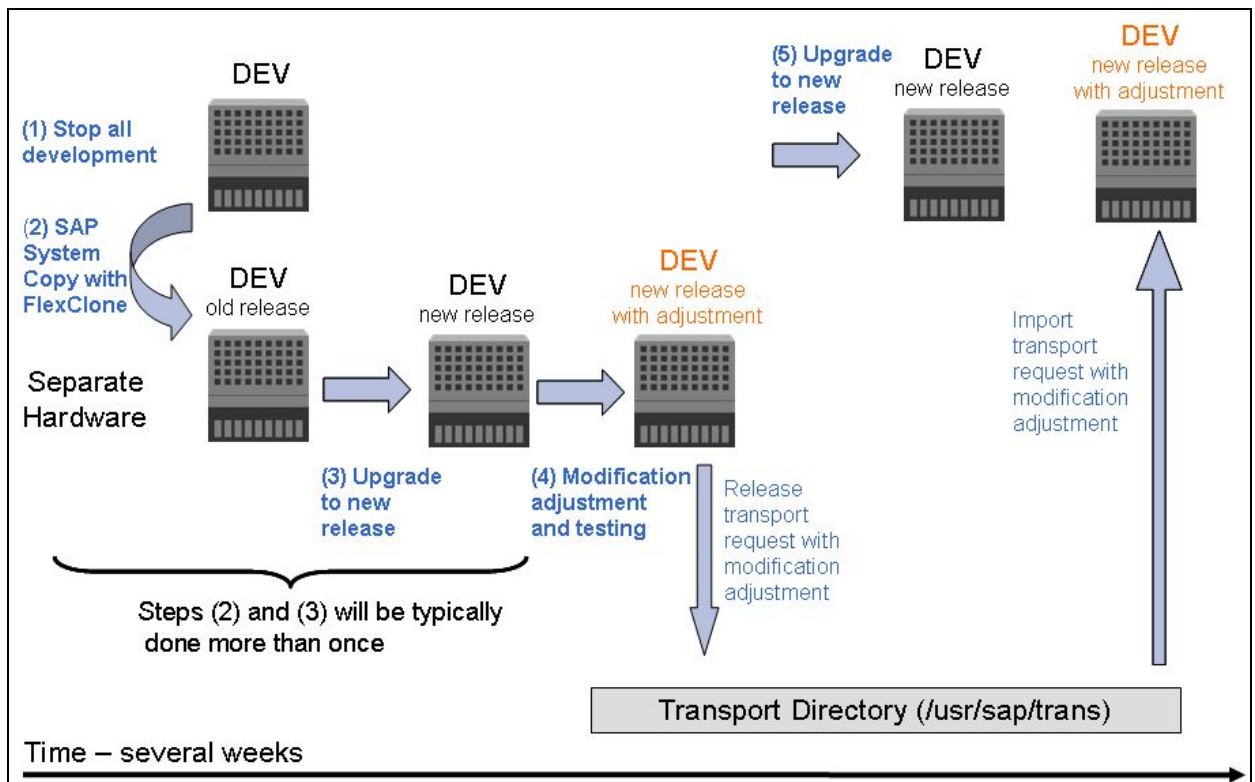 DEV
(1) Stop all
development
(2) SAP
System
Copy with
FlexClone
DEV
old release
Separate
Hardware
DEV
new release
DEV
new release
with adjustment
(3) Upgrade
to new
release
(4) Modification
adjustment
and testing
Steps (2) and (3) will be typically
done more than once
Release
transport
request with
modification
adjustment
(5) Upgrade
to new
release
DEV
new release
DEV
new release
with adjustment
Import
transport
request with
modification
adjustment
Transport Directory (/usr/sap/trans)
Time – several weeks